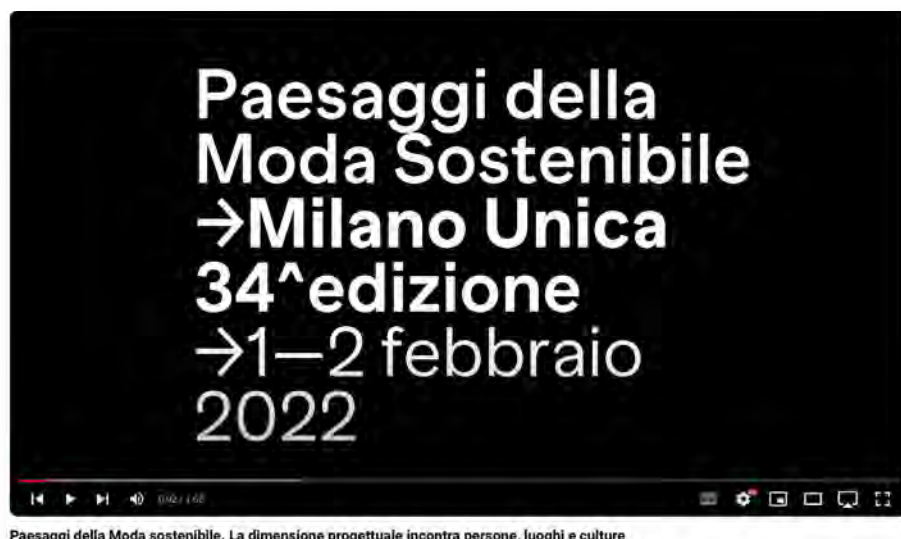 Paesaggi della
Moda Sostenibile
→Milano Unica
34^edizione
→1—2 febbraio
2022
Paesaggi della Moda sostenibile. La dimensione progettuale incontra persone, luoghi e culture